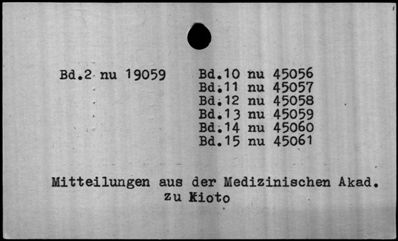 Bd.2 nu 19059 Bd.10 nu 45056
Bd.11 nu 45057
Bd.12 nu 45058
Bd.13 nu 45059
Bd.14 nu 45060
Bd.15 nu 45061
Mitteilungen aus der Medizinischen Akad.
zu Kioto